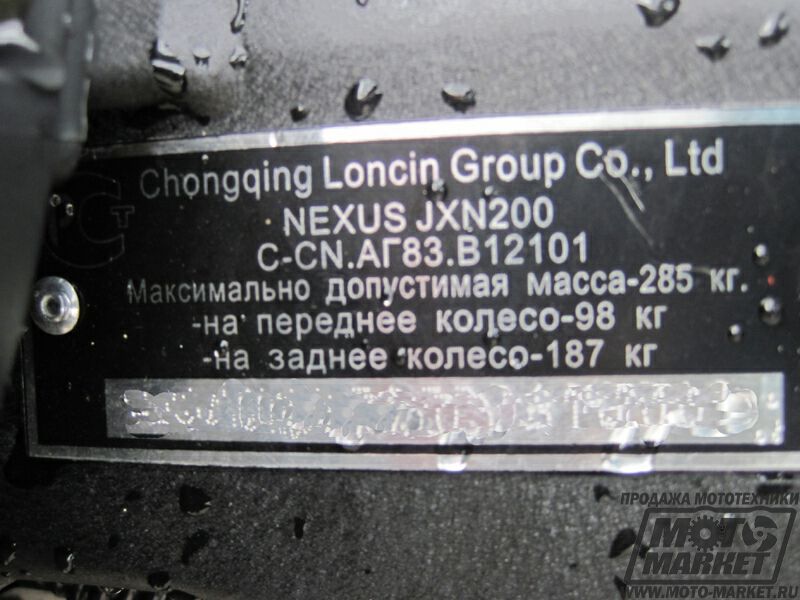 Chongqing Loncin Group Co., Ltd
NEXUS JXN200
C-CN.АГ83.В12101
Максимально допустимая масса-285 кг.
-на переднее колесо-98 кг
-на заднее колесо-187 кг
ПРОДАЖА МОТОТЕХНИКИ
МОТО
МАРКЕТ
WWW.MOTO-MARKET.RU